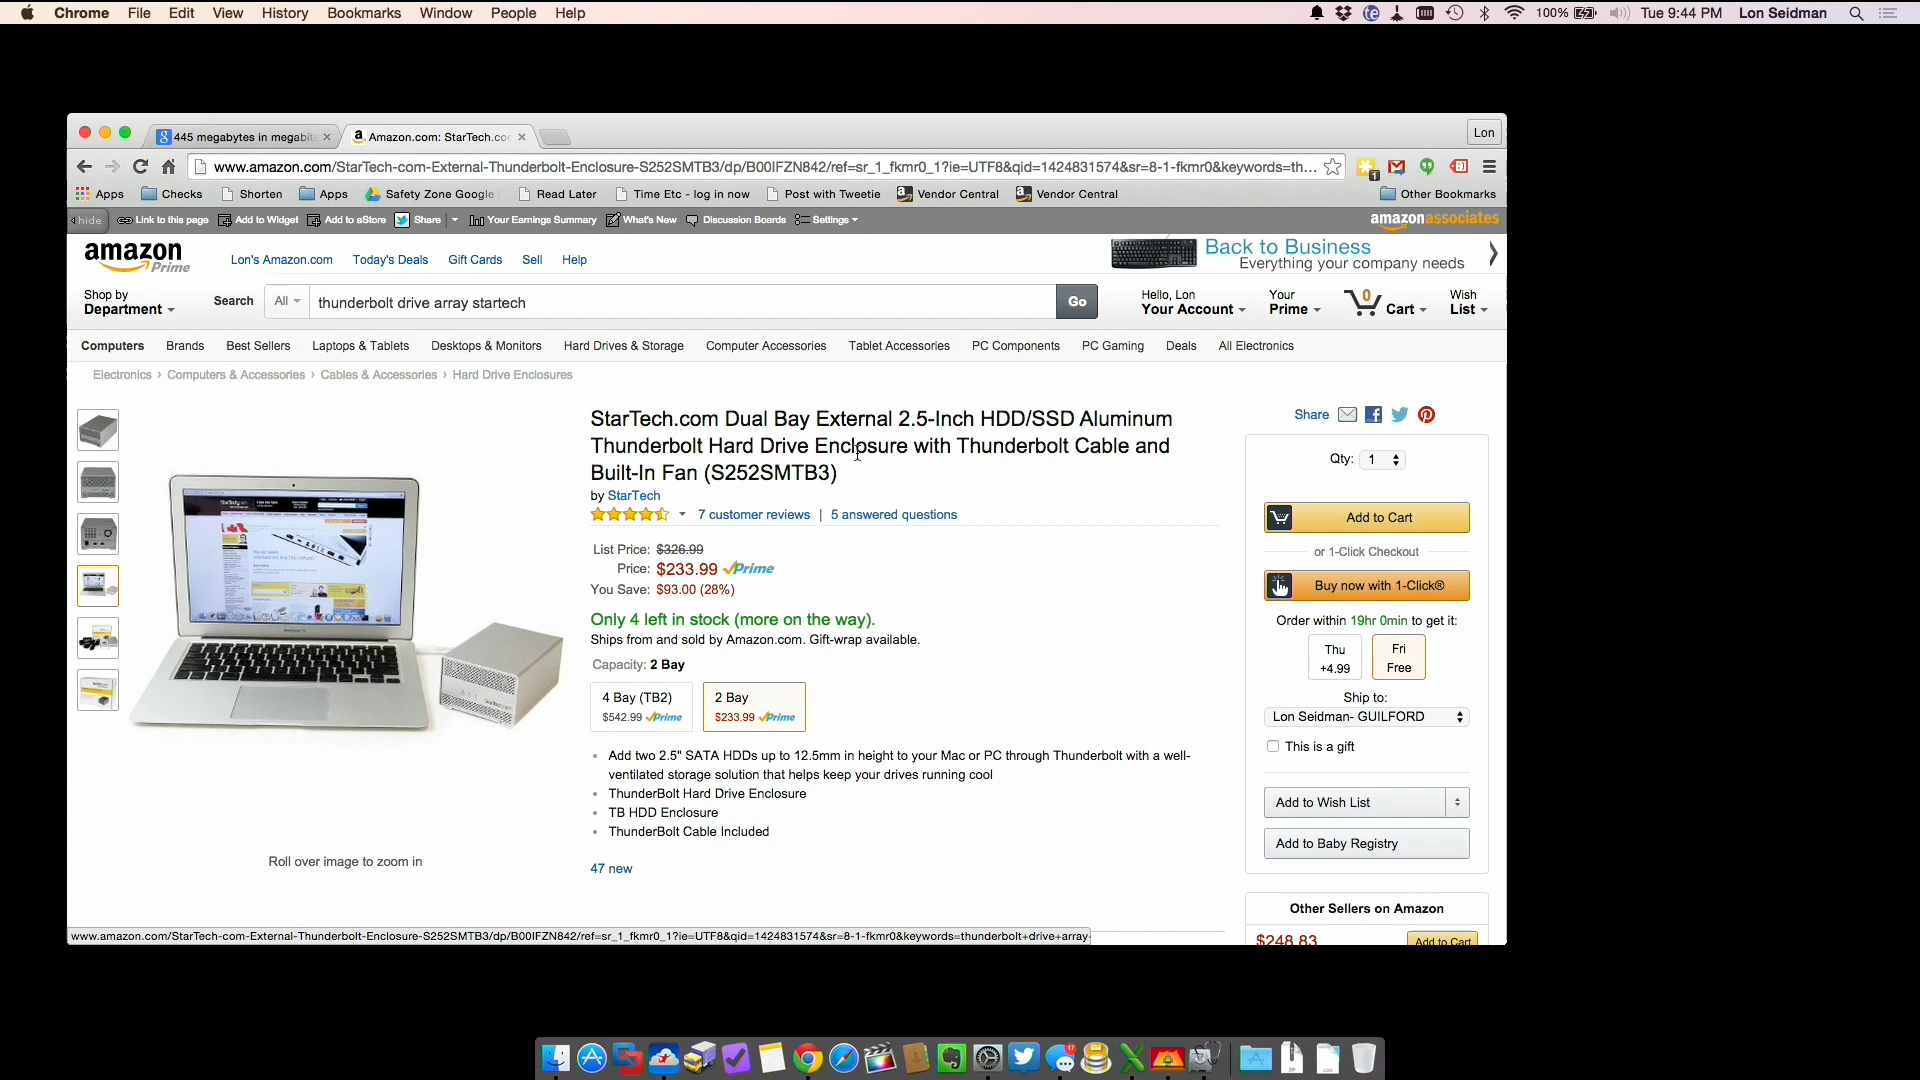 Chrome File Edit View History Bookmarks Window People Help
100% Tue 9:44 PM Lon Seidman
445 megabytes in megabit
Amazon.com: StarTech.co
Lon
www.amazon.com/StarTech-com-External-Thunderbolt-Enclosure-S252SMTB3/dp/B00IFZN842/ref=sr_1_fkmr0_1?ie=UTF8&qid=1424831574&sr=8-1-fkmr0&keywords=th...
Apps Checks Shorten Apps Safety Zone Google Read Later Time Etc - log in now Post with Tweetie Vendor Central Vendor Central Other Bookmarks
hide Link to this page Add to Widget Add to aStore Share Your Earnings Summary What's New Discussion Boards Settings amazonassociates
amazon Prime
Lon's Amazon.com Today's Deals Gift Cards Sell Help
Back to Business
Everything your company needs
Shop by
Department
Search All thunderbolt drive array startech Go
Hello, Lon
Your Account
Your
Prime
0
Cart
Wish
List
Computers Brands Best Sellers Laptops & Tablets Desktops & Monitors Hard Drives & Storage Computer Accessories Tablet Accessories PC Components PC Gaming Deals All Electronics
Electronics › Computers & Accessories › Cables & Accessories › Hard Drive Enclosures
StarTech.com Dual Bay External 2.5-Inch HDD/SSD Aluminum
Thunderbolt Hard Drive Enclosure with Thunderbolt Cable and
Built-In Fan (S252SMTB3)
by StarTech
7 customer reviews | 5 answered questions
List Price: $326.99
Price: $233.99 Prime
You Save: $93.00 (28%)
Only 4 left in stock (more on the way).
Ships from and sold by Amazon.com. Gift-wrap available.
Capacity: 2 Bay
4 Bay (TB2)
$542.99 Prime
2 Bay
$233.99 Prime
Add two 2.5" SATA HDDs up to 12.5mm in height to your Mac or PC through Thunderbolt with a well-
ventilated storage solution that helps keep your drives running cool
ThunderBolt Hard Drive Enclosure
TB HDD Enclosure
ThunderBolt Cable Included
47 new
Roll over image to zoom in
Share
Qty: 1
Add to Cart
or 1-Click Checkout
Buy now with 1-Click®
Order within 19hr 0min to get it:
Thu
+4.99
Fri
Free
Ship to:
Lon Seidman- GUILFORD
This is a gift
Add to Wish List
Add to Baby Registry
Other Sellers on Amazon
$248.83
Add to Cart
www.amazon.com/StarTech-com-External-Thunderbolt-Enclosure-S252SMTB3/dp/B00IFZN842/ref=sr_1_fkmr0_1?ie=UTF8&qid=1424831574&sr=8-1-fkmr0&keywords=thunderbolt+drive+array-
17